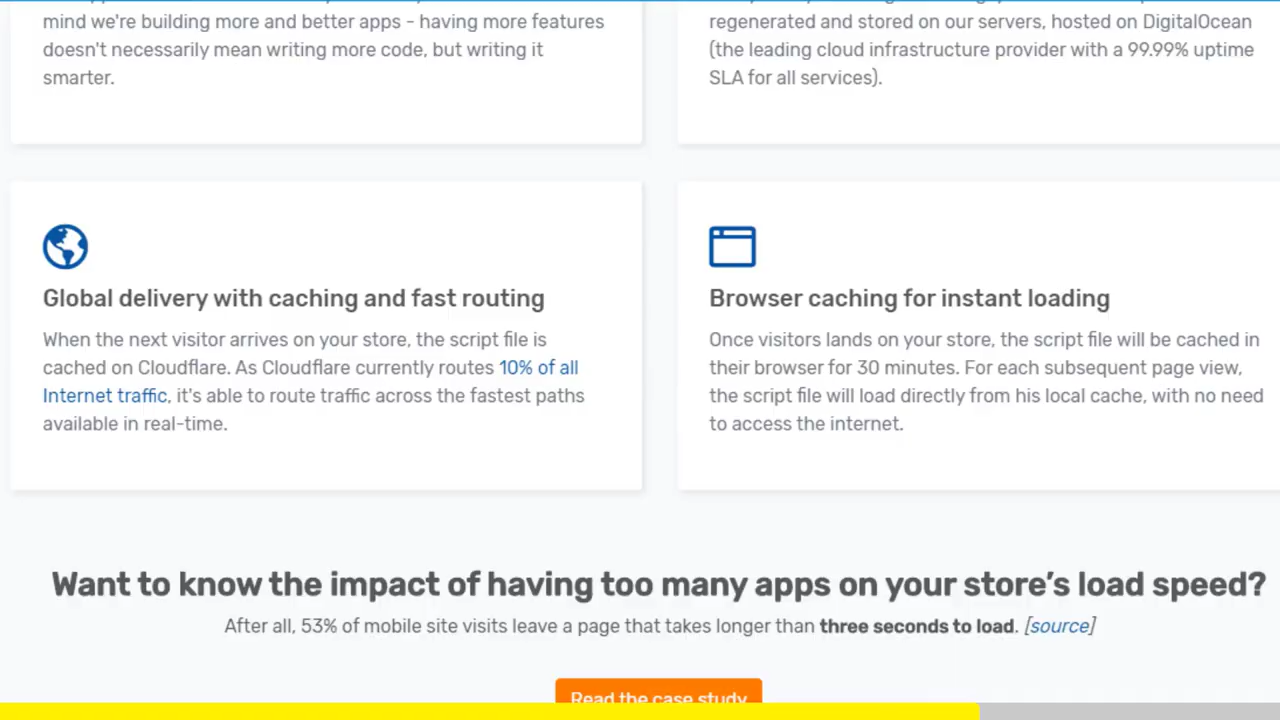 mind we're building more and better apps - having more features
doesn't necessarily mean writing more code, but writing it
smarter.
regenerated and stored on our servers, hosted on DigitalOcean
(the leading cloud infrastructure provider with a 99.99% uptime
SLA for all services).
Global delivery with caching and fast routing
When the next visitor arrives on your store, the script file is
cached on Cloudflare. As Cloudflare currently routes 10% of all
Internet traffic, it's able to route traffic across the fastest paths
available in real-time.
Browser caching for instant loading
Once visitors lands on your store, the script file will be cached in
their browser for 30 minutes. For each subsequent page view,
the script file will load directly from his local cache, with no need
to access the internet.
Want to know the impact of having too many apps on your store's load speed?
After all, 53% of mobile site visits leave a page that takes longer than three seconds to load. [source]
Read the case study